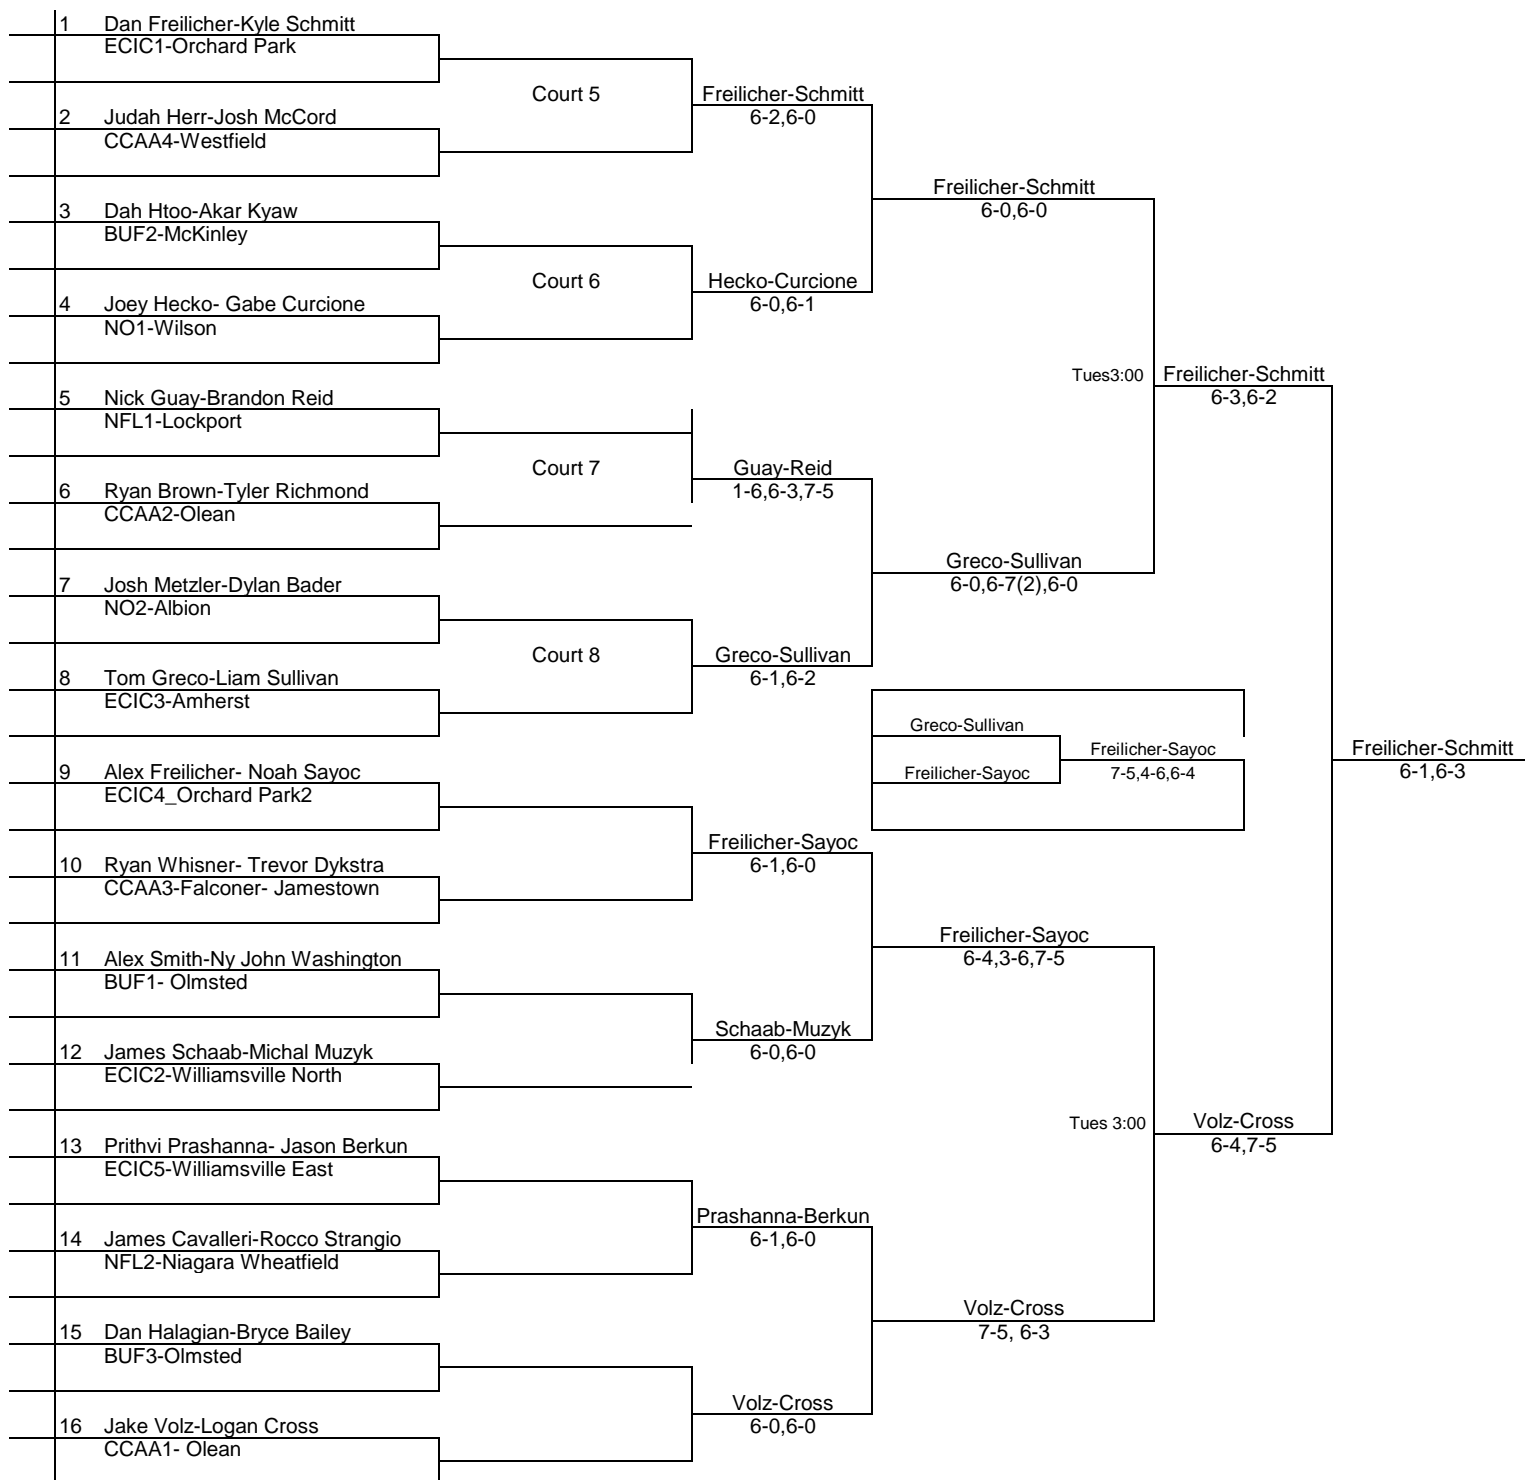 1 Dan Freilicher-Kyle Schmitt
ECIC1-Orchard Park
Court 5
Freilicher-Schmitt
6-2,6-0
2 Judah Herr-Josh McCord
CCAA4-Westfield
Freilicher-Schmitt
6-0,6-0
3 Dah Htoo-Akar Kyaw
BUF2-McKinley
Court 6
Hecko-Curcione
6-0,6-1
4 Joey Hecko- Gabe Curcione
NO1-Wilson
Tues3:00
Freilicher-Schmitt
6-3,6-2
5 Nick Guay-Brandon Reid
NFL1-Lockport
Court 7
Guay-Reid
1-6,6-3,7-5
6 Ryan Brown-Tyler Richmond
CCAA2-Olean
Greco-Sullivan
6-0,6-7(2),6-0
7 Josh Metzler-Dylan Bader
NO2-Albion
Court 8
Greco-Sullivan
6-1,6-2
8 Tom Greco-Liam Sullivan
ECIC3-Amherst
Greco-Sullivan
Freilicher-Sayoc
Freilicher-Sayoc
7-5,4-6,6-4
Freilicher-Schmitt
6-1,6-3
9 Alex Freilicher- Noah Sayoc
ECIC4_Orchard Park2
Freilicher-Sayoc
6-1,6-0
10 Ryan Whisner- Trevor Dykstra
CCAA3-Falconer- Jamestown
Freilicher-Sayoc
6-4,3-6,7-5
11 Alex Smith-Ny John Washington
BUF1- Olmsted
Schaab-Muzyk
6-0,6-0
12 James Schaab-Michal Muzyk
ECIC2-Williamsville North
Tues 3:00
Volz-Cross
6-4,7-5
13 Prithvi Prashanna- Jason Berkun
ECIC5-Williamsville East
Prashanna-Berkun
6-1,6-0
14 James Cavalleri-Rocco Strangio
NFL2-Niagara Wheatfield
Volz-Cross
7-5, 6-3
15 Dan Halagian-Bryce Bailey
BUF3-Olmsted
Volz-Cross
6-0,6-0
16 Jake Volz-Logan Cross
CCAA1- Olean